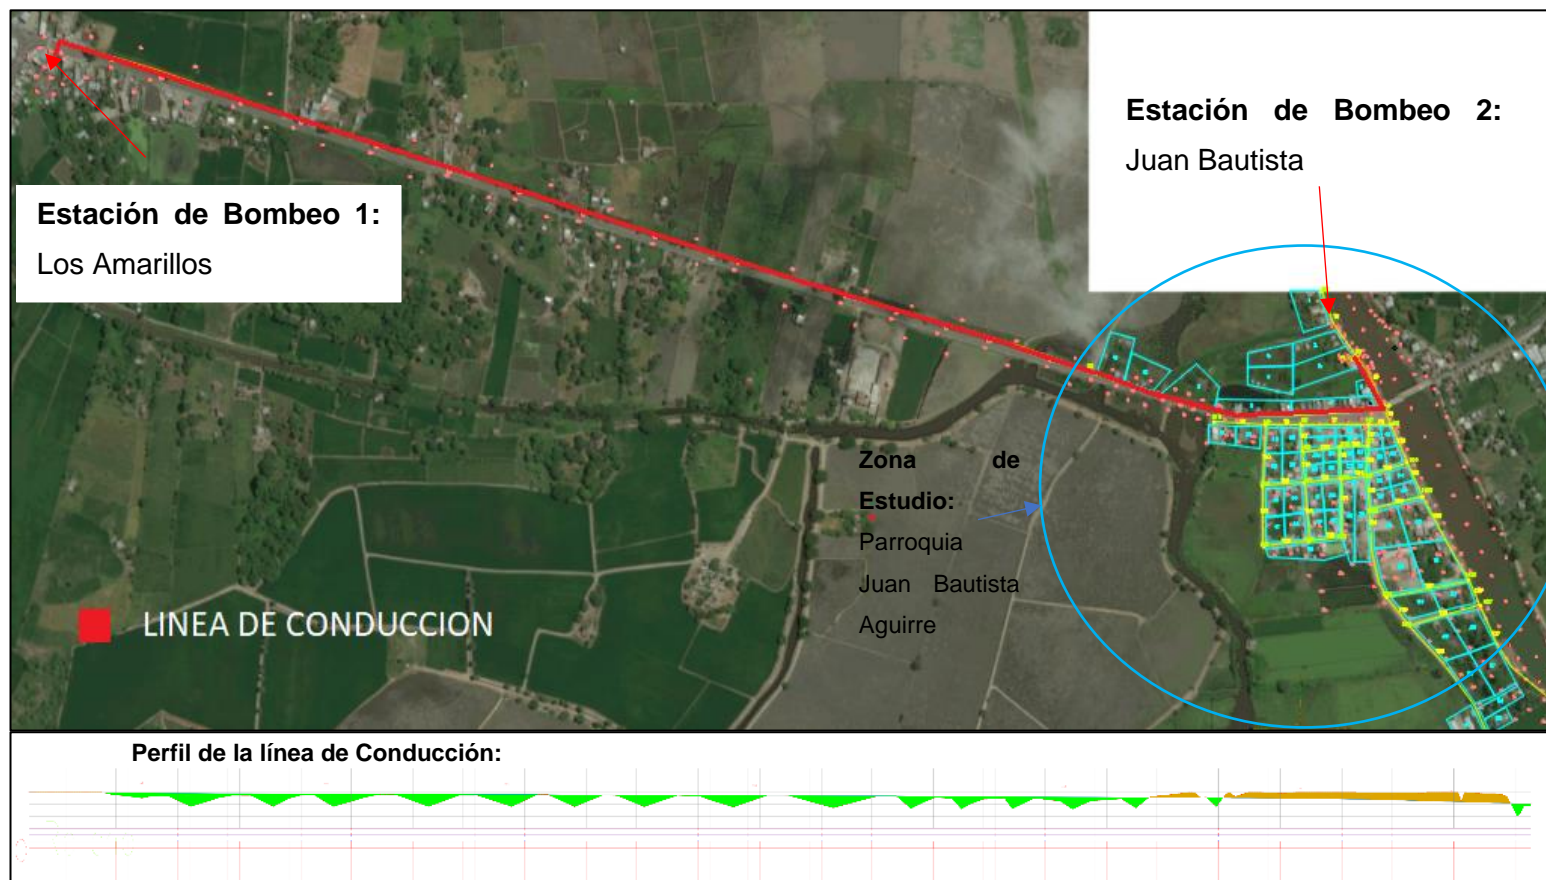 Estación de Bombeo 2:
Juan Bautista
Estación de Bombeo 1:
Los Amarillos
Zona de
Estudio:
Parroquia
Juan Bautista
Aguirre
LINEA DE CONDUCCION
Perfil de la línea de Conducción: